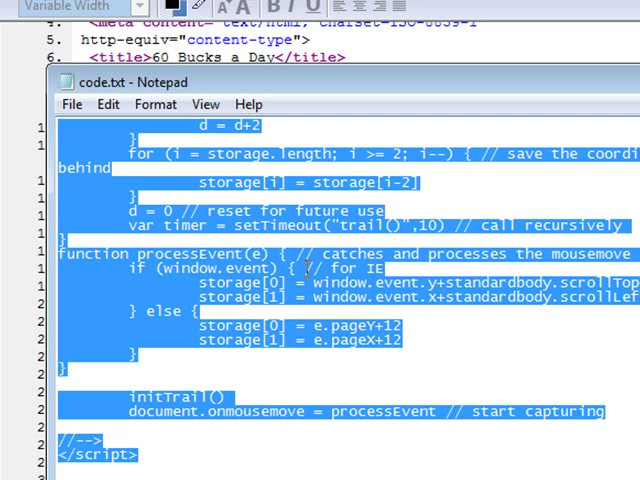 Variable Width
B I U
4. <meta content="text/html; charset=ISO-8859-1"
5. http-equiv="content-type">
6. <title>60 Bucks a Day</title>
code.txt - Notepad
File Edit Format View Help
d = d+2
}
for (i = storage.length; i >= 2; i--) { // save the coordi
behind
storage[i] = storage[i-2]
}
d = 0 // reset for future use
var timer = setTimeout("trail()",10) // call recursively
}
function processEvent(e) { // catches and processes the mousemove
if (window.event) { // for IE
storage[0] = window.event.y+standardbody.scrollTop
storage[1] = window.event.x+standardbody.scrollLef
} else {
storage[0] = e.pageY+12
storage[1] = e.pageX+12
}
}
initTrail()
document.onmousemove = processEvent // start capturing
//-->
</script>